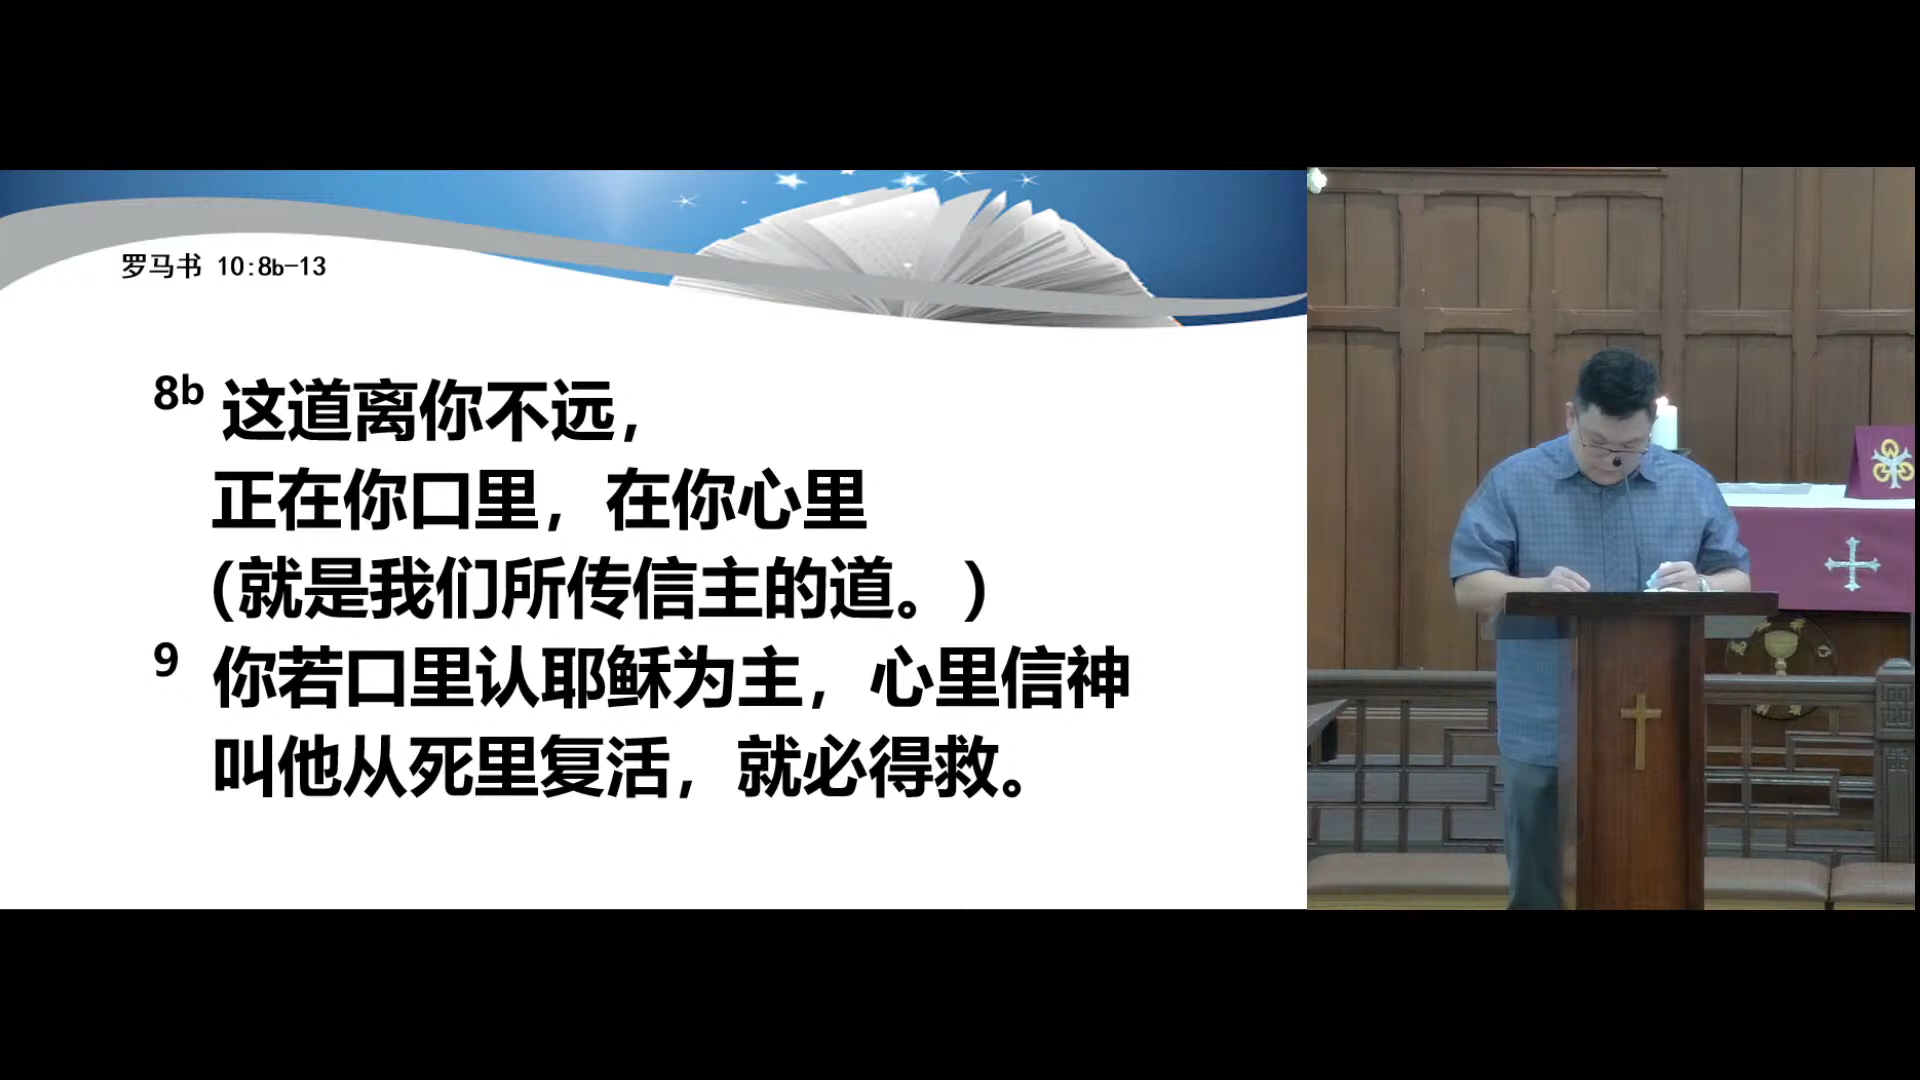 罗马书 10:8b-13
8b 这道离你不远，
正在你口里，在你心里
(就是我们所传信主的道。)
9 你若口里认耶稣为主，心里信神
叫他从死里复活，就必得救。